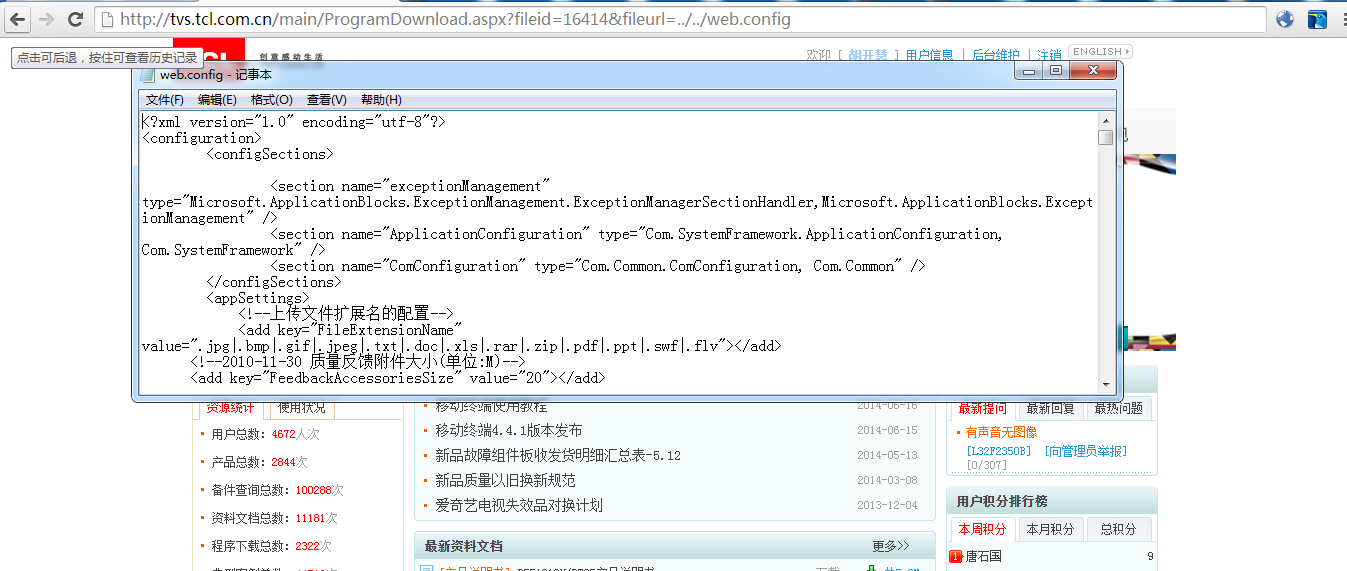 http://tvs.tcl.com.cn/main/ProgramDownload.aspx?fileid=16414&fileurl=../../web.config
点击可后退，按住可查看历史记录
创意感动生活
欢迎 [ 胡开慧 ] 用户信息 | 后台维护 | 注销 ENGLISH
web.config - 记事本
文件(F) 编辑(E) 格式(O) 查看(V) 帮助(H)
<?xml version="1.0" encoding="utf-8"?>
<configuration>
<configSections>
<section name="exceptionManagement"
type="Microsoft.ApplicationBlocks.ExceptionManagement.ExceptionManagerSectionHandler,Microsoft.ApplicationBlocks.Except
ionManagement" />
<section name="ApplicationConfiguration" type="Com.SystemFramework.ApplicationConfiguration,
Com.SystemFramework" />
<section name="ComConfiguration" type="Com.Common.ComConfiguration, Com.Common" />
</configSections>
<appSettings>
<!--上传文件扩展名的配置-->
<add key="FileExtensionName"
value=".jpg|.bmp|.gif|.jpeg|.txt|.doc|.xls|.rar|.zip|.pdf|.ppt|.swf|.flv"></add>
<!--2010-11-30 质量反馈附件大小(单位:M)-->
<add key="FeedbackAccessoriesSize" value="20"></add>
资源统计 使用状况
用户总数：4672人次
产品总数：2844次
备件查询总数：100288次
资料文档总数：11181次
程序下载总数：2322次
移动终端使用教程 2014-06-16
移动终端4.4.1版本发布 2014-06-15
新品故障组件板收发货明细汇总表-5.12 2014-05-13
新品质量以旧换新规范 2014-03-08
爱奇艺电视失效品对换计划 2013-12-04
最新资料文档 更多>>
最新提问 最新回复 最热问题
有声音无图像
[L32F2350B] [向管理员举报]
[0/307]
用户积分排行榜
本周积分 本月积分 总积分
1 唐石国 9